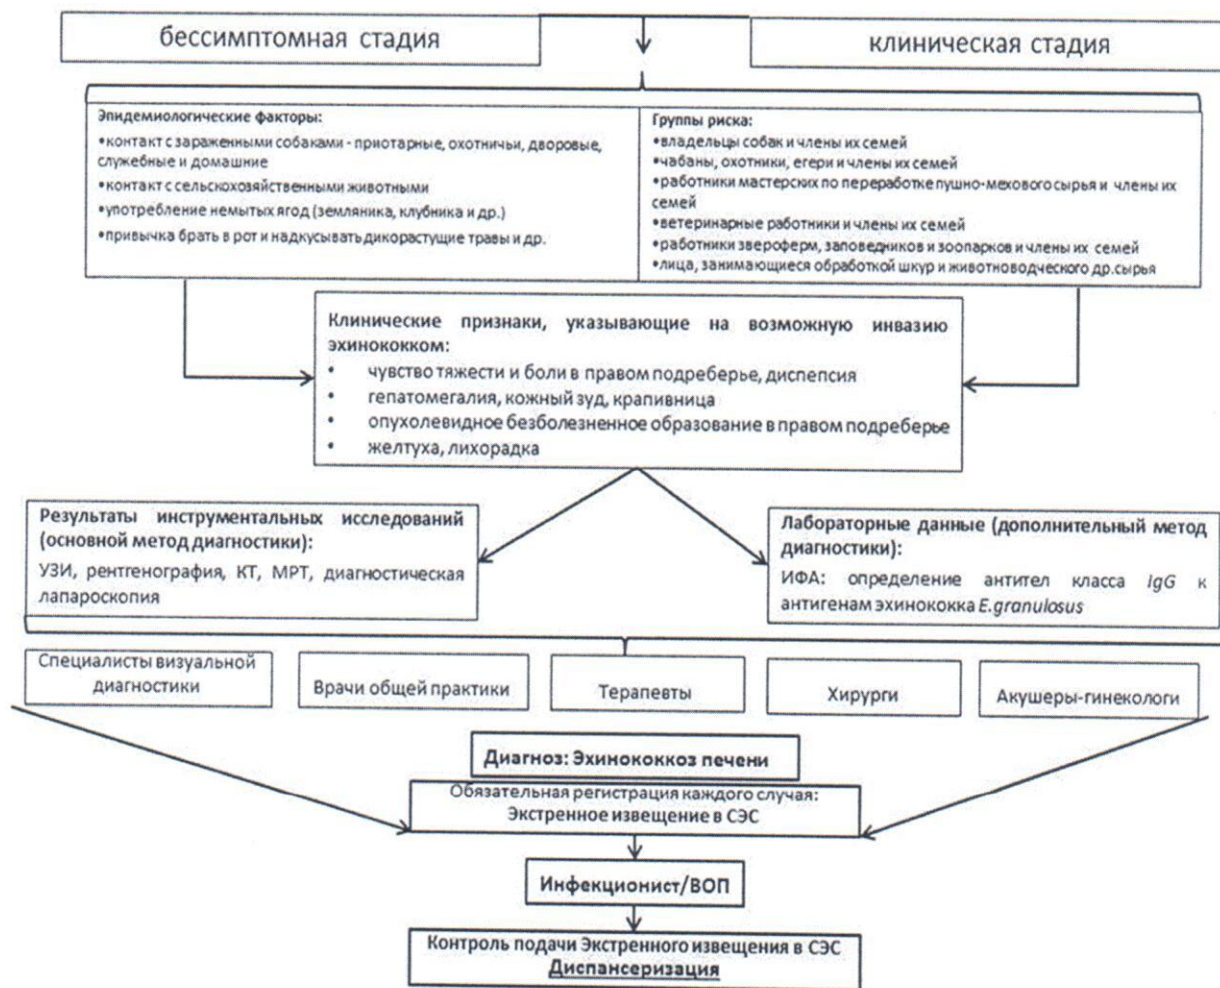 бессимптомная стадия
клиническая стадия
Эпидемиологические факторы:
•контакт с зараженными собаками - приотарные, охотничьи, дворовые,
служебные и домашние
•контакт с сельскохозяйственными животными
•употребление немытых ягод (земляника, клубника и др.)
•привычка брать в рот и надкусывать дикорастущие травы и др.
Группы риска:
•владельцы собак и члены их семей
•чабаны, охотники, егери и члены их семей
•работники мастерских по переработке пушно-мехового сырья и члены их
семей
•ветеринарные работники и члены их семей
•работники звероферм, заповедников и зоопарков и члены их семей
•лица, занимающиеся обработкой шкур и животноводческого др.сырья
Клинические признаки, указывающие на возможную инвазию
эхинококком:
• чувство тяжести и боли в правом подреберье, диспепсия
• гепатомегалия, кожный зуд, крапивница
• опухолевидное безболезненное образование в правом подреберье
• желтуха, лихорадка
Результаты инструментальных исследований
(основной метод диагностики):
УЗИ, рентгенография, КТ, МРТ, диагностическая
лапароскопия
Лабораторные данные (дополнительный метод
диагностики):
ИФА: определение антител класса IgG к
антигенам эхинококка E.granulosus
Специалисты визуальной
диагностики
Врачи общей практики
Терапевты
Хирурги
Акушеры-гинекологи
Диагноз: Эхинококкоз печени
Обязательная регистрация каждого случая:
Экстренное извещение в СЭС
Инфекционист/ВОП
Контроль подачи Экстренного извещения в СЭС
Диспансеризация